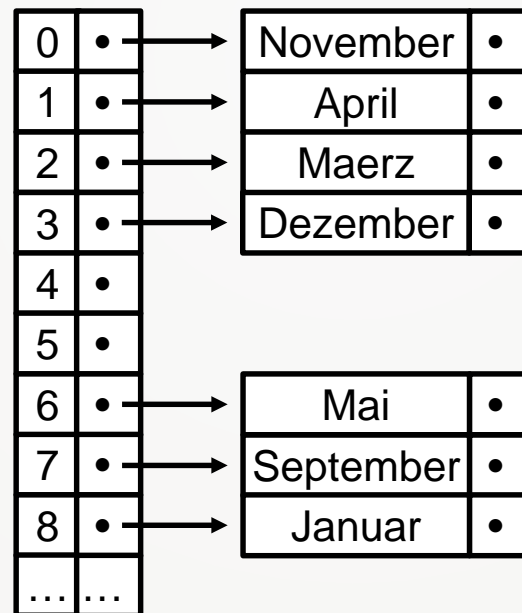 0 • November •
1 • April •
2 • Maerz •
3 • Dezember •
4 •
5 •
6 • Mai •
7 • September •
8 • Januar •
... ...